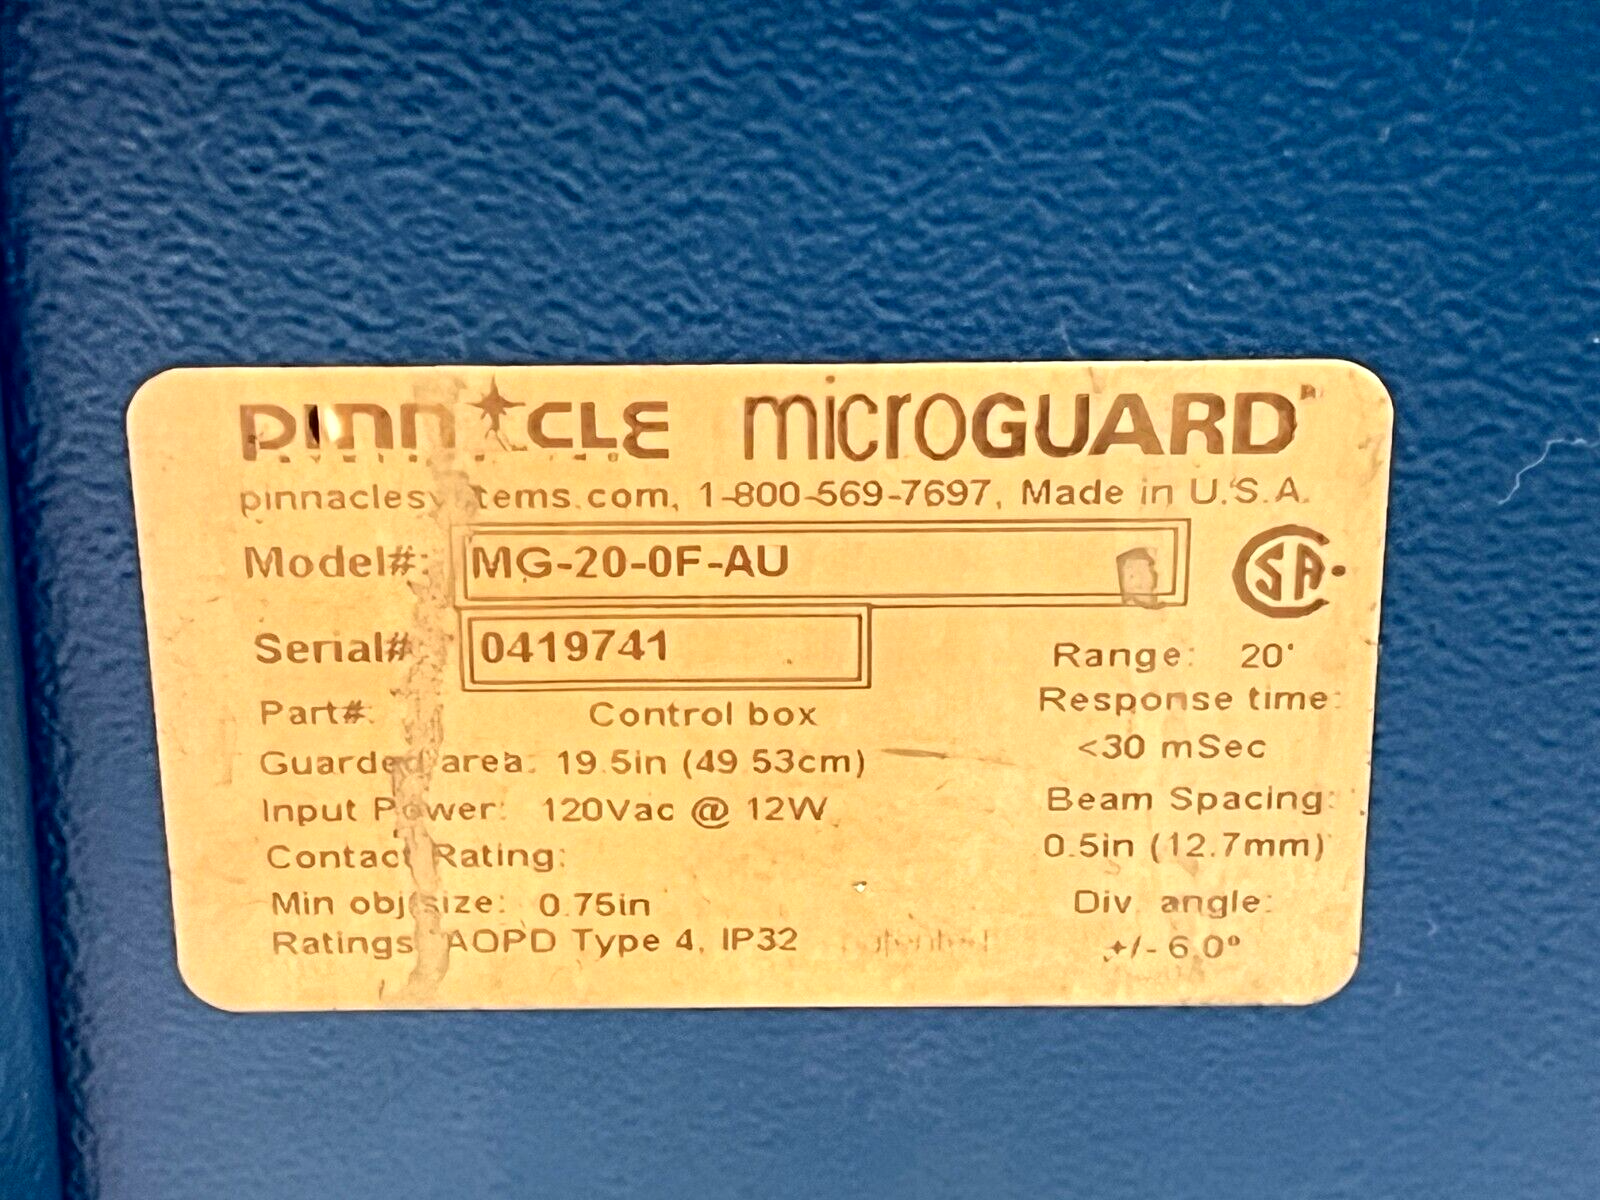 PINNACLE microGUARD®
pinnaclesystems.com, 1-800-569-7697, Made in U.S.A.
Model#: MG-20-0F-AU
Serial# 0419741
Part#: Control box
Guarded area: 19.5in (49.53cm)
Input Power: 120Vac @ 12W
Contact Rating:
Min obj size: 0.75in
Ratings: AOPD Type 4, IP32
SA
Range: 20'
Response time:
<30 mSec
Beam Spacing:
0.5in (12.7mm)
Div. angle:
+/- 6.0°